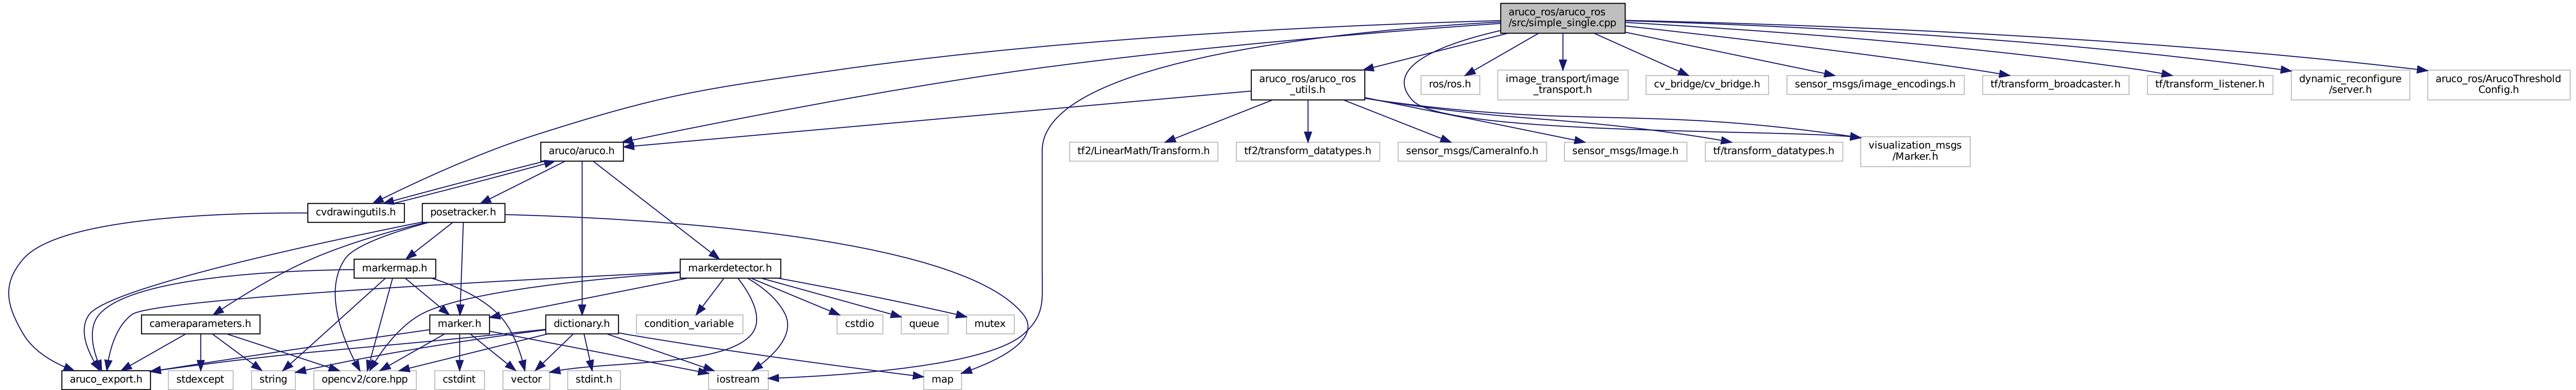 aruco_ros/aruco_ros
/src/simple_single.cpp
aruco_ros/aruco_ros
_utils.h
ros/ros.h
image_transport/image
_transport.h
cv_bridge/cv_bridge.h
sensor_msgs/image_encodings.h
tf/transform_broadcaster.h
tf/transform_listener.h
dynamic_reconfigure
/server.h
aruco_ros/ArucoThreshold
Config.h
aruco/aruco.h
tf2/LinearMath/Transform.h
tf2/transform_datatypes.h
sensor_msgs/CameraInfo.h
sensor_msgs/Image.h
tf/transform_datatypes.h
visualization_msgs
/Marker.h
cvdrawingutils.h
posetracker.h
markermap.h
markerdetector.h
cameraparameters.h
marker.h
dictionary.h
condition_variable
cstdio
queue
mutex
aruco_export.h
stdexcept
string
opencv2/core.hpp
cstdint
vector
stdint.h
iostream
map